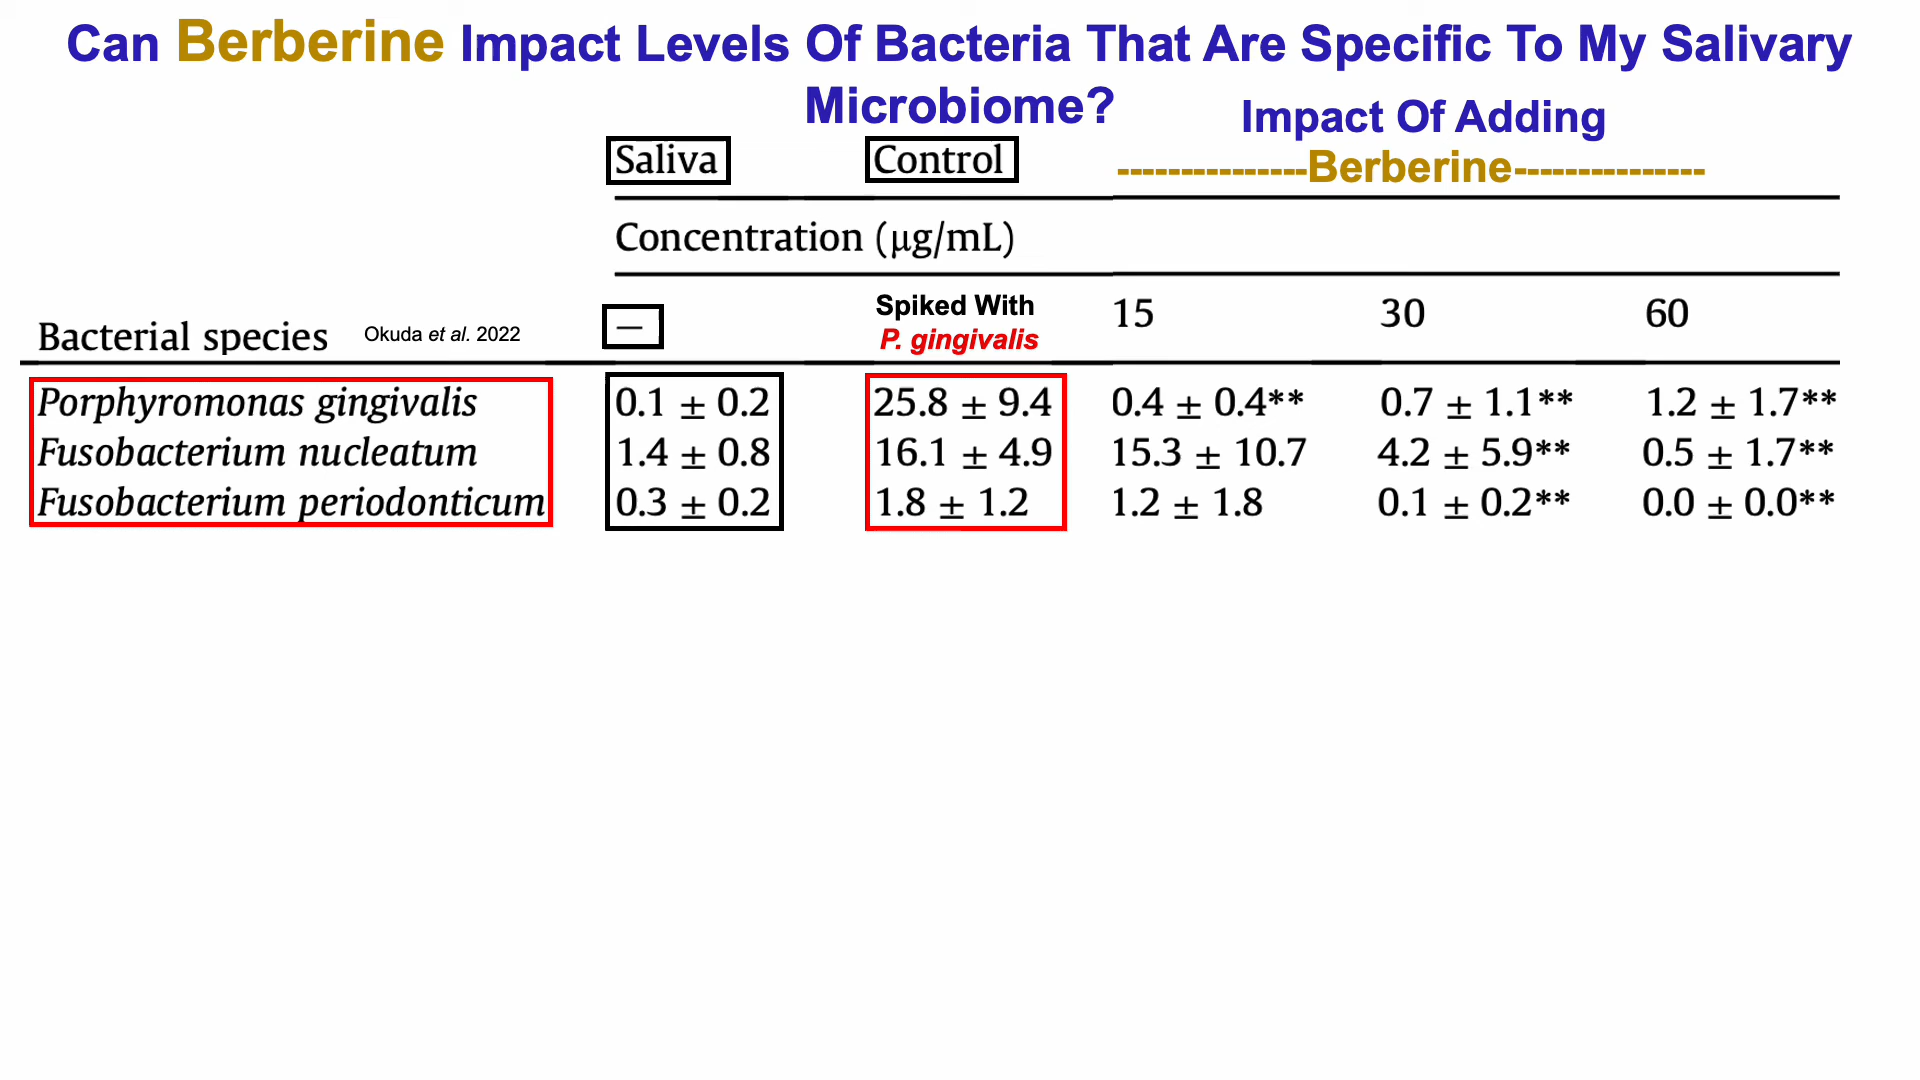 Can Berberine Impact Levels Of Bacteria That Are Specific To My Salivary
Microbiome?
Impact Of Adding
Saliva Control ---------------Berberine---------------
Concentration (µg/mL)
Bacterial species Okuda et al. 2022 — Spiked With P. gingivalis 15 30 60
Porphyromonas gingivalis 0.1 ± 0.2 25.8 ± 9.4 0.4 ± 0.4** 0.7 ± 1.1** 1.2 ± 1.7**
Fusobacterium nucleatum 1.4 ± 0.8 16.1 ± 4.9 15.3 ± 10.7 4.2 ± 5.9** 0.5 ± 1.7**
Fusobacterium periodonticum 0.3 ± 0.2 1.8 ± 1.2 1.2 ± 1.8 0.1 ± 0.2** 0.0 ± 0.0**